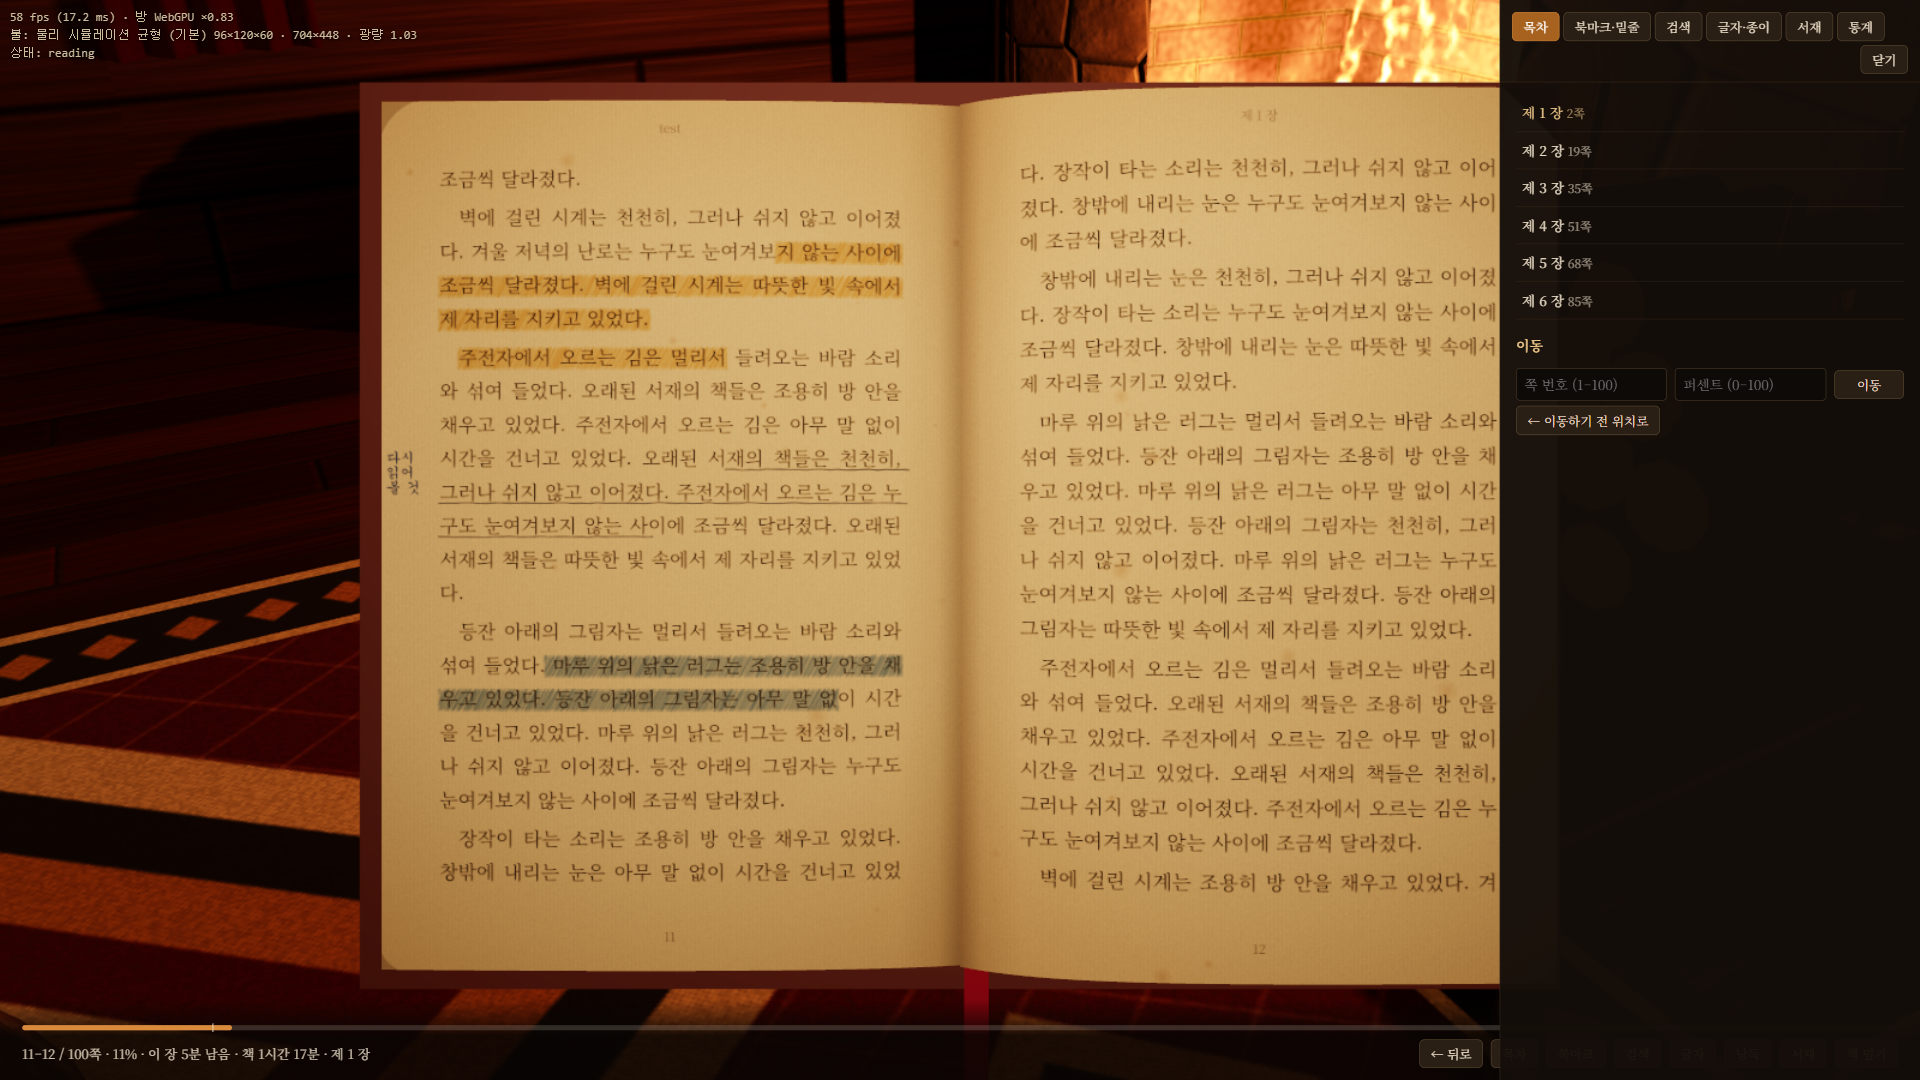 58 fps (17.2 ms) · 방 WebGPU ×0.83
불: 물리 시뮬레이션 균형 (기본) 96×120×60 · 704×448 · 광량 1.03
상태: reading
test
조금씩 달라졌다.
벽에 걸린 시계는 천천히, 그러나 쉬지 않고 이어졌
다. 겨울 저녁의 난로는 누구도 눈여겨보지 않는 사이에
조금씩 달라졌다. 벽에 걸린 시계는 따뜻한 빛 속에서
제 자리를 지키고 있었다.
주전자에서 오르는 김은 멀리서 들려오는 바람 소리
와 섞여 들었다. 오래된 서재의 책들은 조용히 방 안을
채우고 있었다. 주전자에서 오르는 김은 아무 말 없이
시간을 건너고 있었다. 오래된 서재의 책들은 천천히,
그러나 쉬지 않고 이어졌다. 주전자에서 오르는 김은 누
구도 눈여겨보지 않는 사이에 조금씩 달라졌다. 오래된
서재의 책들은 따뜻한 빛 속에서 제 자리를 지키고 있었
다.
등잔 아래의 그림자는 멀리서 들려오는 바람 소리와
섞여 들었다. 마루 위의 낡은 러그는 조용히 방 안을 채
우고 있었다. 등잔 아래의 그림자는 아무 말 없이 시간
을 건너고 있었다. 마루 위의 낡은 러그는 천천히, 그러
나 쉬지 않고 이어졌다. 등잔 아래의 그림자는 누구도
눈여겨보지 않는 사이에 조금씩 달라졌다.
장작이 타는 소리는 조용히 방 안을 채우고 있었다.
창밖에 내리는 눈은 아무 말 없이 시간을 건너고 있었
11
제 1 장
다. 장작이 타는 소리는 천천히, 그러나 쉬지 않고 이어
졌다. 창밖에 내리는 눈은 누구도 눈여겨보지 않는 사이
에 조금씩 달라졌다.
창밖에 내리는 눈은 천천히, 그러나 쉬지 않고 이어졌
다. 장작이 타는 소리는 누구도 눈여겨보지 않는 사이에
조금씩 달라졌다. 창밖에 내리는 눈은 따뜻한 빛 속에서
제 자리를 지키고 있었다.
마루 위의 낡은 러그는 멀리서 들려오는 바람 소리와
섞여 들었다. 등잔 아래의 그림자는 조용히 방 안을 채
우고 있었다. 마루 위의 낡은 러그는 아무 말 없이 시간
을 건너고 있었다. 등잔 아래의 그림자는 천천히, 그러
나 쉬지 않고 이어졌다. 마루 위의 낡은 러그는 누구도
눈여겨보지 않는 사이에 조금씩 달라졌다. 등잔 아래의
그림자는 따뜻한 빛 속에서 제 자리를 지키고 있었다.
주전자에서 오르는 김은 멀리서 들려오는 바람 소리
와 섞여 들었다. 오래된 서재의 책들은 조용히 방 안을
채우고 있었다. 주전자에서 오르는 김은 아무 말 없이
시간을 건너고 있었다. 오래된 서재의 책들은 천천히,
그러나 쉬지 않고 이어졌다. 주전자에서 오르는 김은 누
구도 눈여겨보지 않는 사이에 조금씩 달라졌다.
벽에 걸린 시계는 조용히 방 안을 채우고 있었다. 겨
12
11–12 / 100쪽 · 11% · 이 장 5분 남음 · 책 1시간 17분 · 제 1 장
← 뒤로
목차 북마크·밑줄 검색 글자·종이 서재 통계
닫기
제 1 장 2쪽
제 2 장 19쪽
제 3 장 35쪽
제 4 장 51쪽
제 5 장 68쪽
제 6 장 85쪽
이동
쪽 번호 (1–100) 퍼센트 (0–100) 이동
← 이동하기 전 위치로